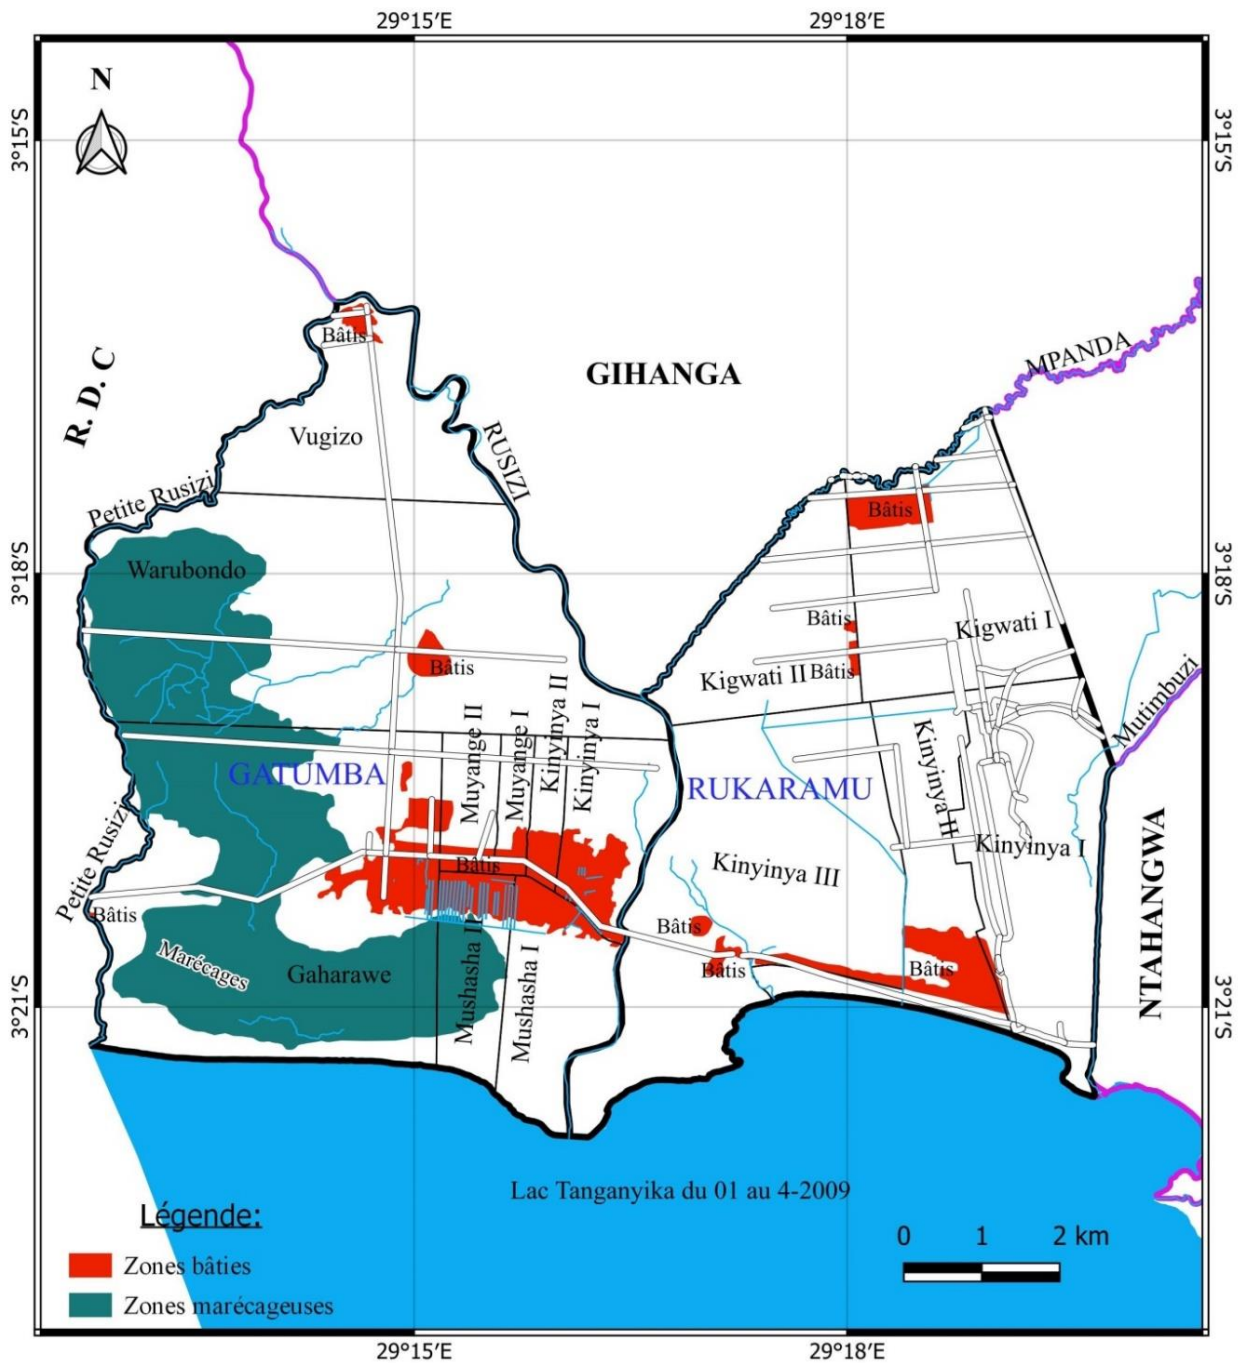 29°15′E
29°18′E
N
3°15′S
3°15′S
R. D. C
Bâtis
GIHANGA
MPANDA
Vugizo
RUSIZI
Petite Rusizi
Bâtis
Warubondo
3°18′S
3°18′S
Bâtis
Kigwati I
Bâtis
Kigwati II
Bâtis
Mutimbuzi
Muyange II
Muyange I
Kinyinya II
Kinyinya I
GATUMBA
RUKARAMU
Kinyinya II
Kinyinya I
Petite Rusizi
Bâtis
Kinyinya III
Bâtis
Bâtis
Bâtis
Bâtis
Marécages
Gaharawe
Mushasha II
Mushasha I
NTAHANGWA
3°21′S
3°21′S
Lac Tanganyika du 01 au 4-2009
Légende:
Zones bâties
Zones marécageuses
0 1 2 km
29°15′E
29°18′E